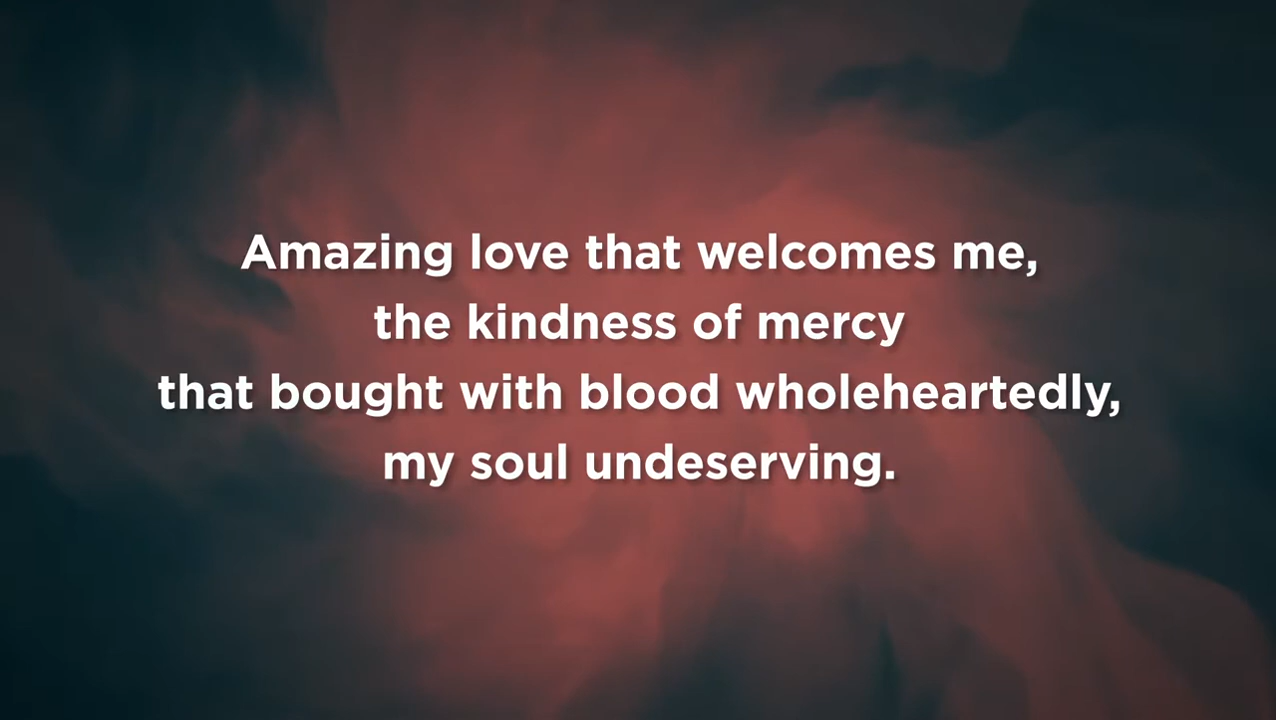 Amazing love that welcomes me,
the kindness of mercy
that bought with blood wholeheartedly,
my soul undeserving.